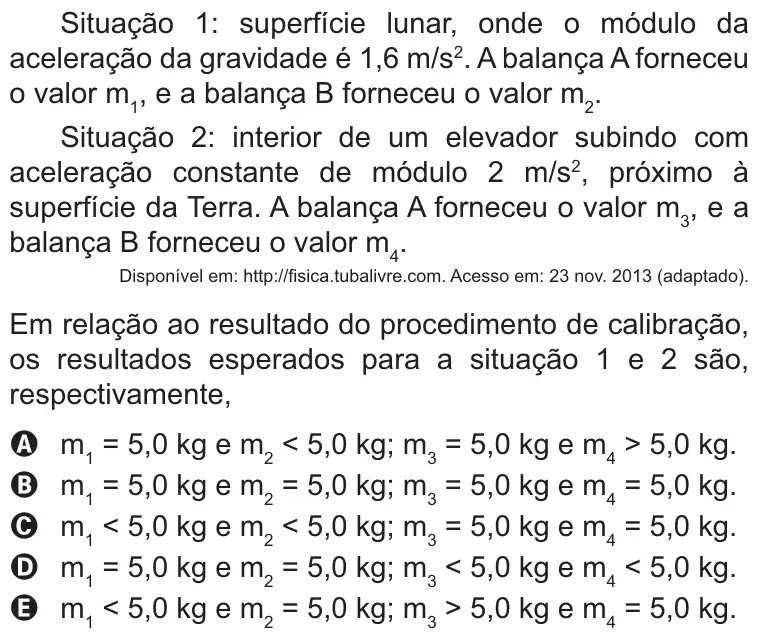 Situação 1: superfície lunar, onde o módulo da
aceleração da gravidade é 1,6 m/s². A balança A forneceu
o valor m₁, e a balança B forneceu o valor m₂.
Situação 2: interior de um elevador subindo com
aceleração constante de módulo 2 m/s², próximo à
superfície da Terra. A balança A forneceu o valor m₃, e a
balança B forneceu o valor m₄.
Disponível em: http://fisica.tubalivre.com. Acesso em: 23 nov. 2013 (adaptado).
Em relação ao resultado do procedimento de calibração,
os resultados esperados para a situação 1 e 2 são,
respectivamente,
A m₁ = 5,0 kg e m₂ < 5,0 kg; m₃ = 5,0 kg e m₄ > 5,0 kg.
B m₁ = 5,0 kg e m₂ = 5,0 kg; m₃ = 5,0 kg e m₄ = 5,0 kg.
C m₁ < 5,0 kg e m₂ < 5,0 kg; m₃ = 5,0 kg e m₄ = 5,0 kg.
D m₁ = 5,0 kg e m₂ = 5,0 kg; m₃ < 5,0 kg e m₄ < 5,0 kg.
E m₁ < 5,0 kg e m₂ = 5,0 kg; m₃ > 5,0 kg e m₄ = 5,0 kg.